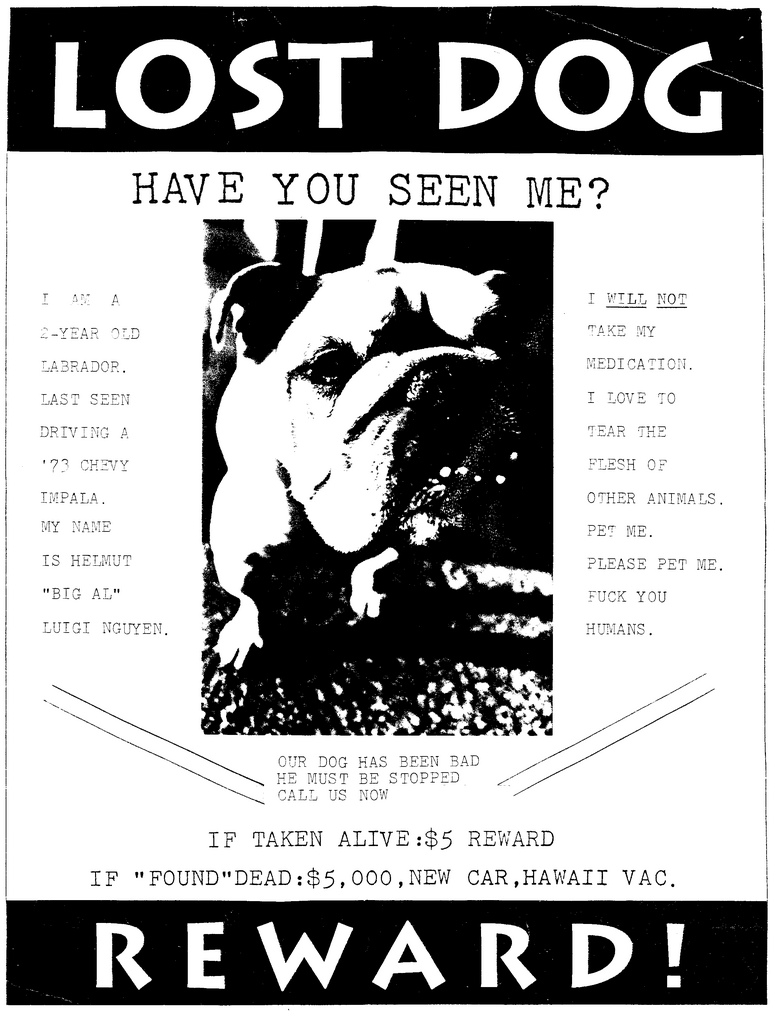 LOST DOG
HAVE YOU SEEN ME?
I AM A
2-YEAR OLD
LABRADOR.
LAST SEEN
DRIVING A
'73 CHEVY
IMPALA.
MY NAME
IS HELMUT
"BIG AL"
LUIGI NGUYEN.
I WILL NOT
TAKE MY
MEDICATION.
I LOVE TO
TEAR THE
FLESH OF
OTHER ANIMALS.
PET ME.
PLEASE PET ME.
FUCK YOU
HUMANS.
OUR DOG HAS BEEN BAD
HE MUST BE STOPPED
CALL US NOW
IF TAKEN ALIVE:$5 REWARD
IF "FOUND"DEAD:$5,000,NEW CAR,HAWAII VAC.
REWARD!